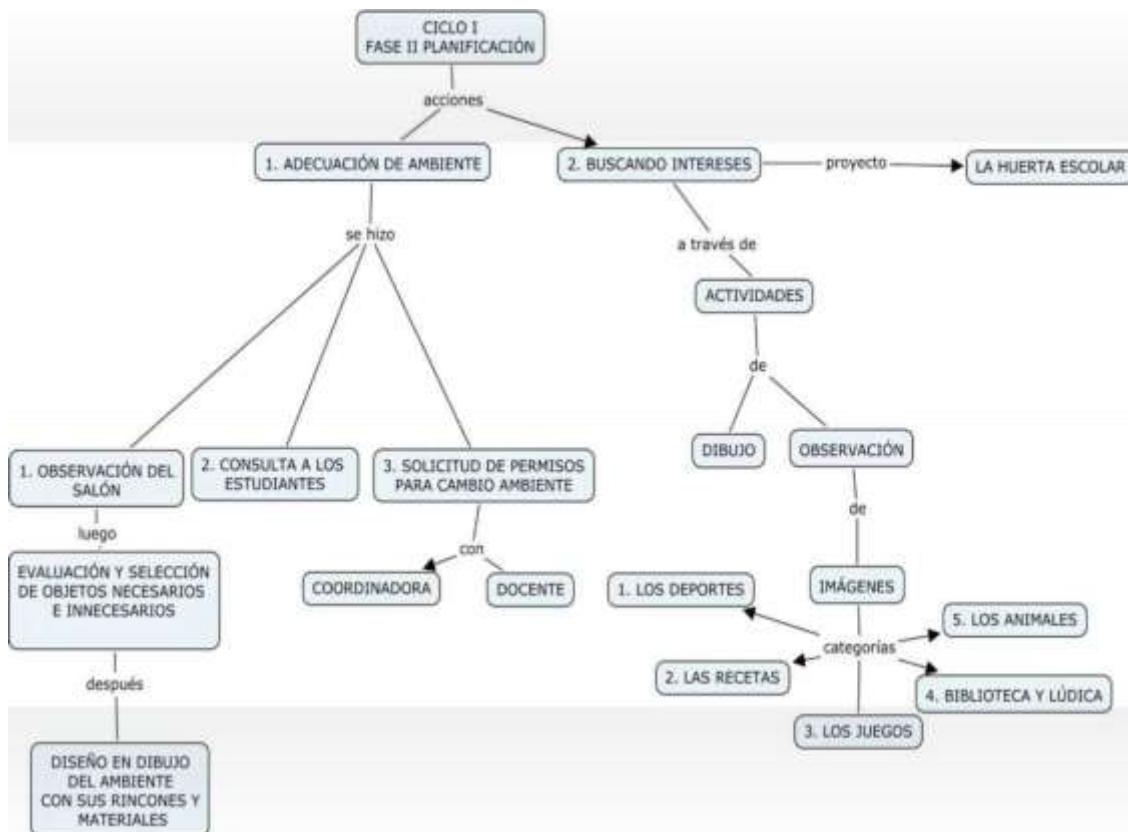 CICLO I
FASE II PLANIFICACIÓN
acciones
1. ADECUACIÓN DE AMBIENTE
2. BUSCANDO INTERESES
proyecto
LA HUERTA ESCOLAR
se hizo
a través de
ACTIVIDADES
de
DIBUJO
OBSERVACIÓN
1. OBSERVACIÓN DEL
SALÓN
2. CONSULTA A LOS
ESTUDIANTES
3. SOLICITUD DE PERMISOS
PARA CAMBIO AMBIENTE
luego
con
de
EVALUACIÓN Y SELECCIÓN
DE OBJETOS NECESARIOS
E INNECESARIOS
COORDINADORA
DOCENTE
IMÁGENES
1. LOS DEPORTES
categorías
5. LOS ANIMALES
2. LAS RECETAS
4. BIBLIOTECA Y LÚDICA
3. LOS JUEGOS
después
DISEÑO EN DIBUJO
DEL AMBIENTE
CON SUS RINCONES Y
MATERIALES